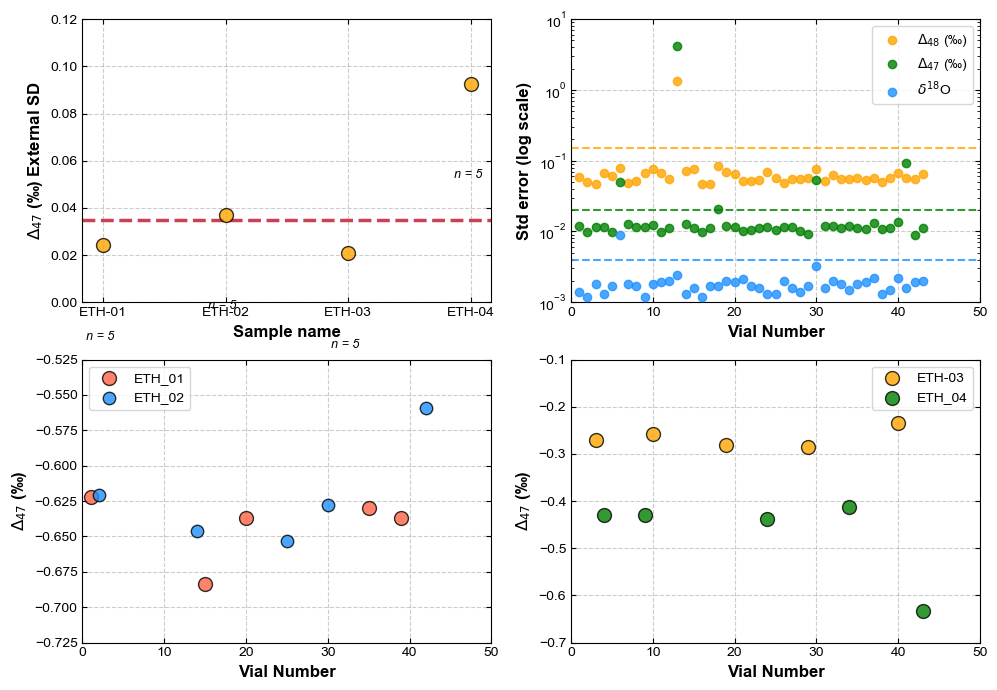 0.12
0.10
0.08
0.06
0.04
0.02
0.00
Δ47 (‰) External SD
n = 5
n = 5
n = 5
n = 5
ETH-01
ETH-02
ETH-03
ETH-04
Sample name
10^1
10^0
10^−1
10^−2
10^−3
Std error (log scale)
Δ48 (‰)
Δ47 (‰)
δ18O
0 10 20 30 40 50
Vial Number
−0.525
−0.550
−0.575
−0.600
−0.625
−0.650
−0.675
−0.700
−0.725
Δ47 (‰)
ETH_01
ETH_02
0 10 20 30 40 50
Vial Number
−0.1
−0.2
−0.3
−0.4
−0.5
−0.6
−0.7
Δ47 (‰)
ETH-03
ETH_04
0 10 20 30 40 50
Vial Number